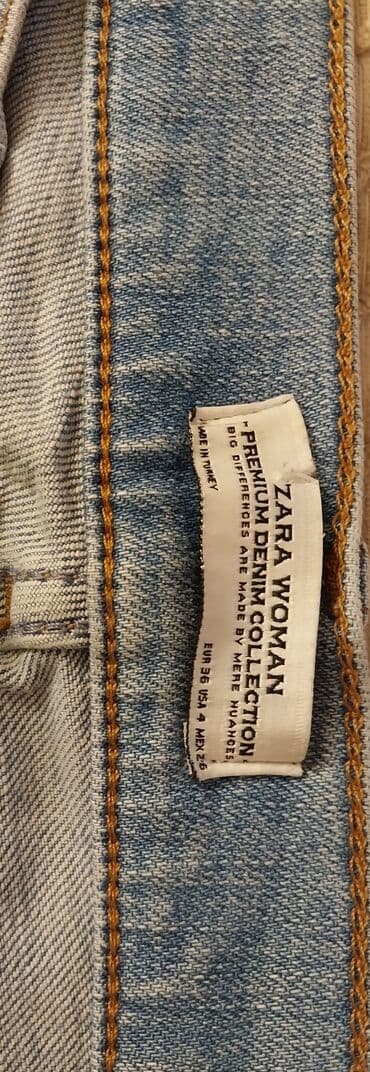 ZARA WOMAN
"PREMIUM DENIM COLLECTION"
BIG DIFFERENCES ARE MADE BY MERE NUANCES
MADE IN TURKEY
EUR 36 USA 4 MEX 26